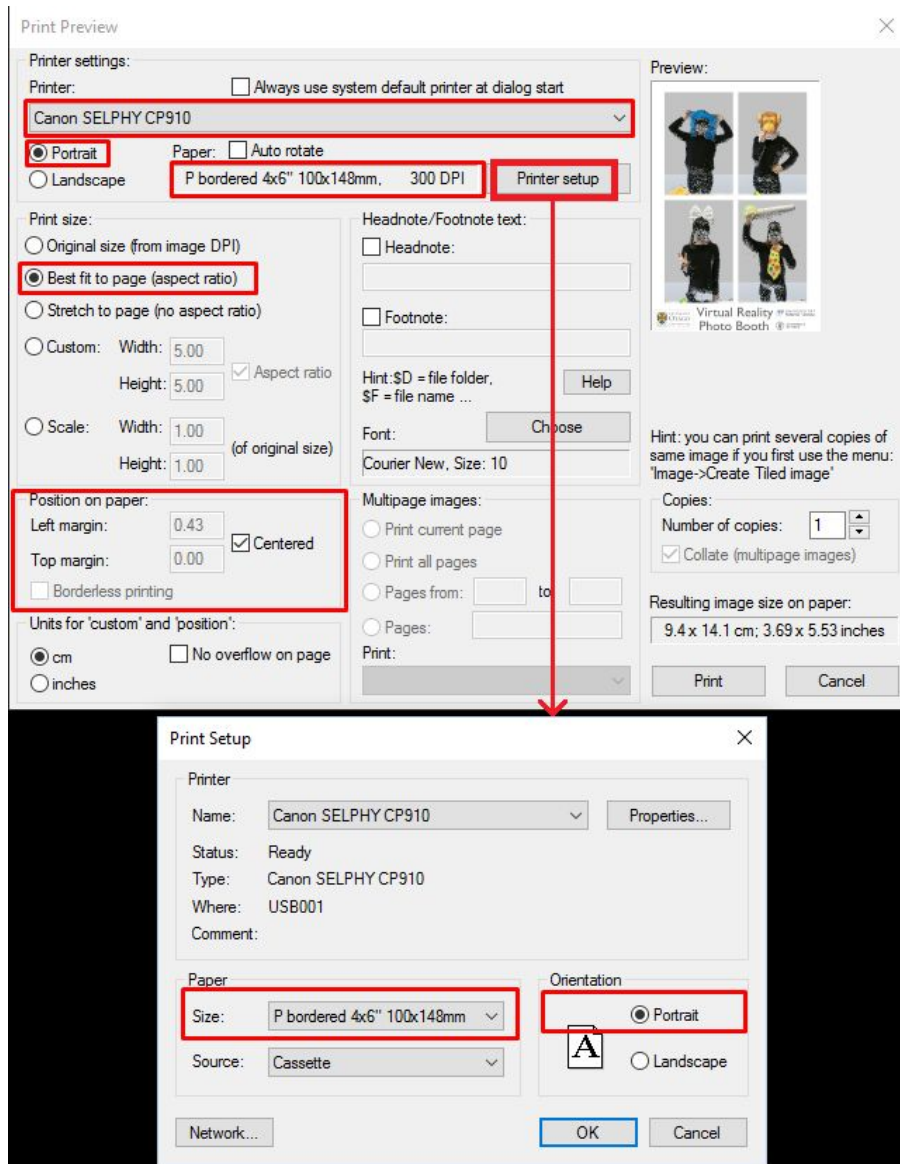 Print Preview
Printer settings:
Printer:
Always use system default printer at dialog start
Canon SELPHY CP910
Portrait
Paper:
Auto rotate
Landscape
P bordered 4x6" 100x148mm, 300 DPI
Printer setup
Print size:
Original size (from image DPI)
Best fit to page (aspect ratio)
Stretch to page (no aspect ratio)
Custom: Width: 5.00
Height: 5.00
Aspect ratio
Scale: Width: 1.00
Height: 1.00
(of original size)
Position on paper:
Left margin: 0.43
Top margin: 0.00
Centered
Borderless printing
Units for 'custom' and 'position':
cm
No overflow on page
inches
Headnote/Footnote text:
Headnote:
Footnote:
Hint:$D = file folder,
$F = file name ...
Help
Font:
Choose
Courier New, Size: 10
Multipage images:
Print current page
Print all pages
Pages from: to
Pages:
Print:
Preview:
OTAGO
Virtual Reality
Photo Booth
Hint: you can print several copies of
same image if you first use the menu:
'Image->Create Tiled image'
Copies:
Number of copies: 1
Collate (multipage images)
Resulting image size on paper:
9.4 x 14.1 cm; 3.69 x 5.53 inches
Print
Cancel
Print Setup
Printer
Name: Canon SELPHY CP910
Properties...
Status: Ready
Type: Canon SELPHY CP910
Where: USB001
Comment:
Paper
Size: P bordered 4x6" 100x148mm
Source: Cassette
Orientation
A
Portrait
Landscape
Network...
OK
Cancel